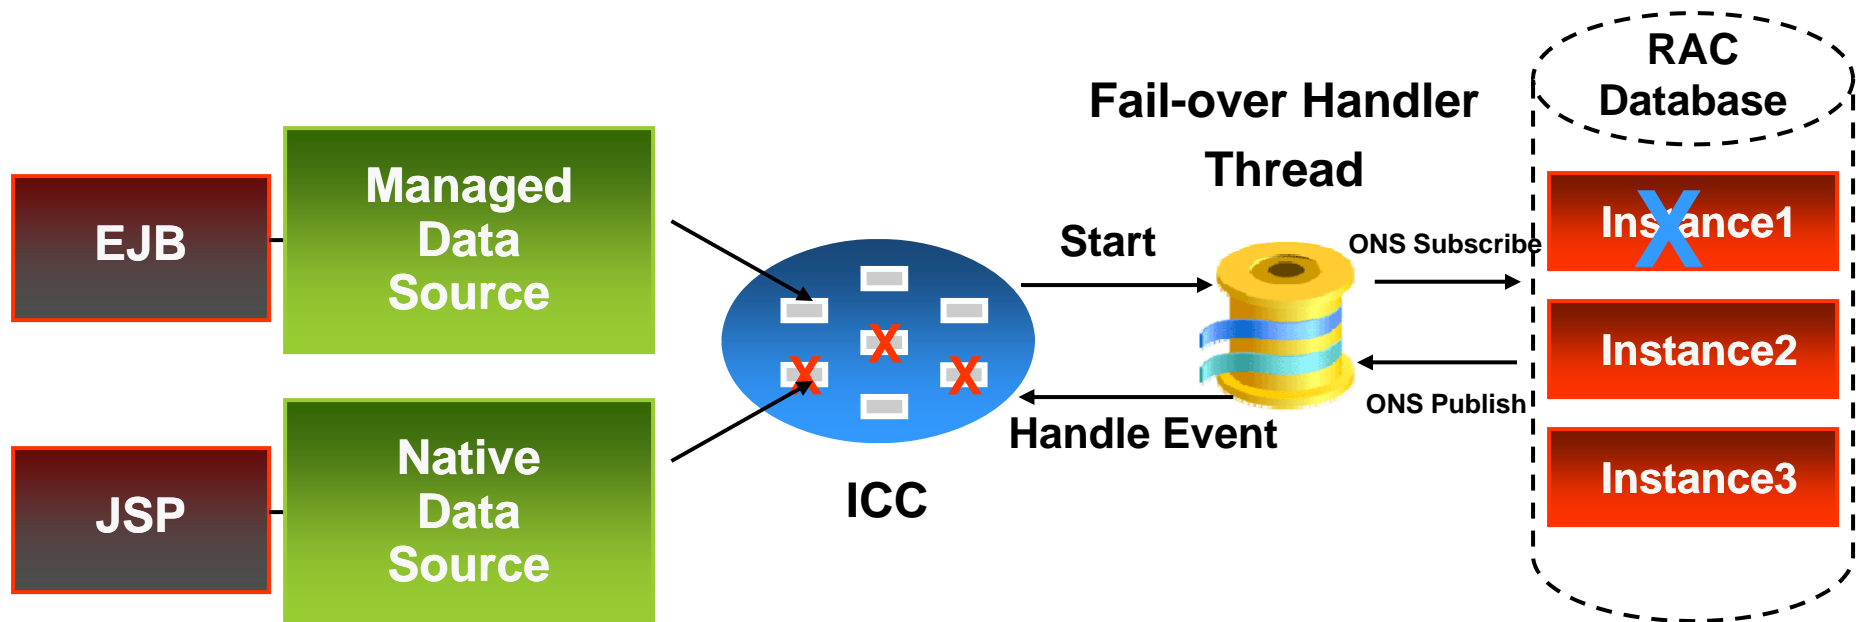 EJB
Managed
Data
Source
JSP
Native
Data
Source
X
X
X
ICC
Start
Handle Event
Fail-over Handler
Thread
ONS Subscribe
ONS Publish
RAC
Database
Instance1
X
Instance2
Instance3